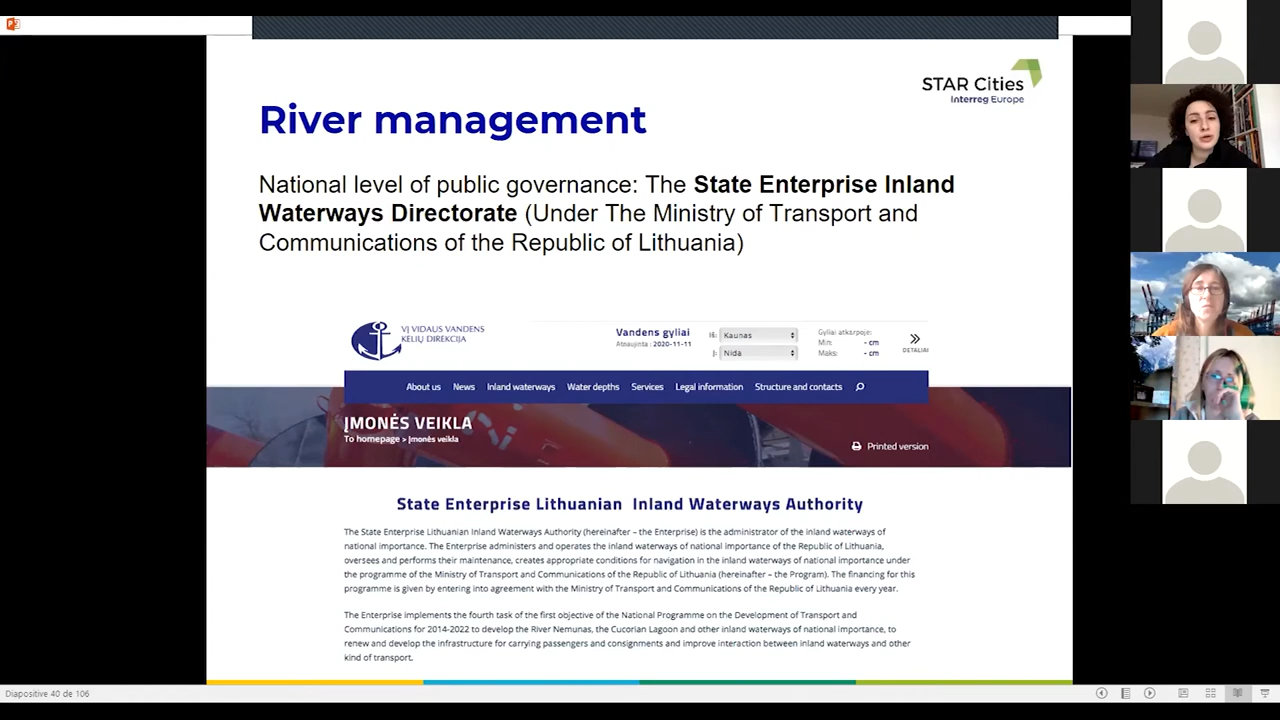 STAR Cities
Interreg Europe
River management
National level of public governance: The State Enterprise Inland
Waterways Directorate (Under The Ministry of Transport and
Communications of the Republic of Lithuania)
VĮ VIDAUS VANDENS
KELIŲ DIREKCIJA
Vandens gyliai
Atnaujinta : 2020-11-11
Iš: Kaunas
Į: Nida
Gyliai atkarpoje:
Min: - cm
Maks: - cm
DETALIAI
About us News Inland waterways Water depths Services Legal information Structure and contacts
ĮMONĖS VEIKLA
To homepage > Įmonės veikla
Printed version
State Enterprise Lithuanian Inland Waterways Authority
The State Enterprise Lithuanian Inland Waterways Authority (hereinafter – the Enterprise) is the administrator of the inland waterways of
national importance. The Enterprise administers and operates the inland waterways of national importance of the Republic of Lithuania,
oversees and performs their maintenance, creates appropriate conditions for navigation in the inland waterways of national importance under
the programme of the Ministry of Transport and Communications of the Republic of Lithuania (hereinafter – the Program). The financing for this
programme is given by entering into agreement with the Ministry of Transport and Communications of the Republic of Lithuania every year.
The Enterprise implements the fourth task of the first objective of the National Programme on the Development of Transport and
Communications for 2014-2022 to develop the River Nemunas, the Cucorian Lagoon and other inland waterways of national importance, to
renew and develop the infrastructure for carrying passengers and consignments and improve interaction between inland waterways and other
kind of transport.
Diapositive 40 de 106